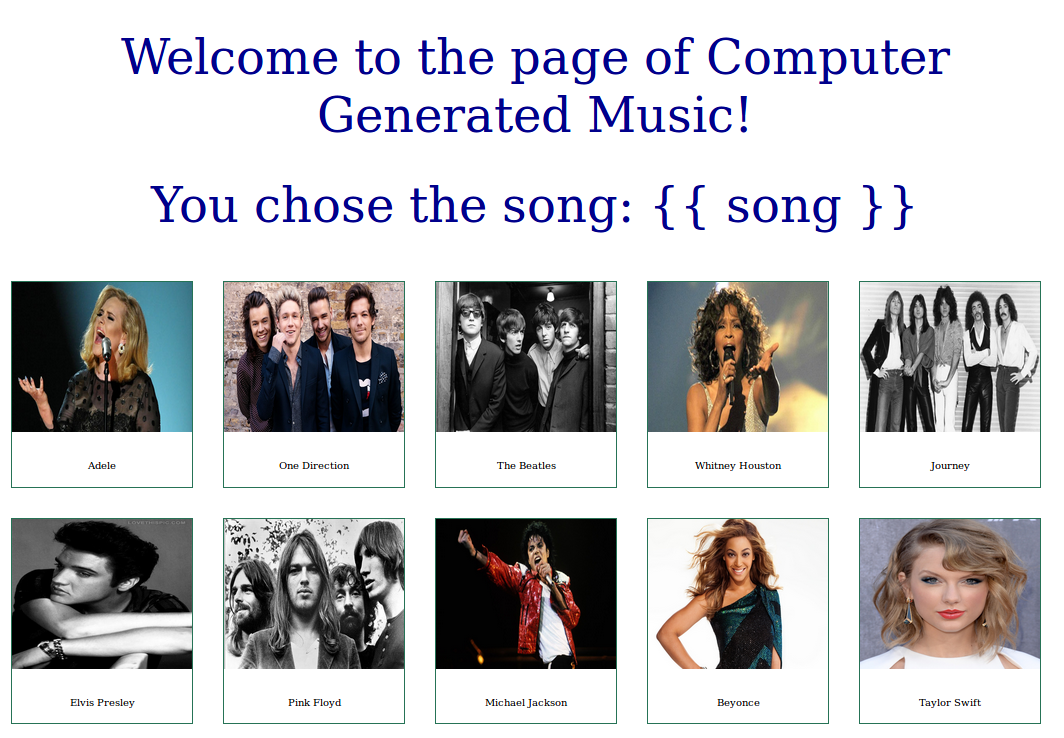 Welcome to the page of Computer
Generated Music!
You chose the song: {{ song }}
Adele
One Direction
The Beatles
Whitney Houston
Journey
Elvis Presley
Pink Floyd
Michael Jackson
Beyonce
Taylor Swift